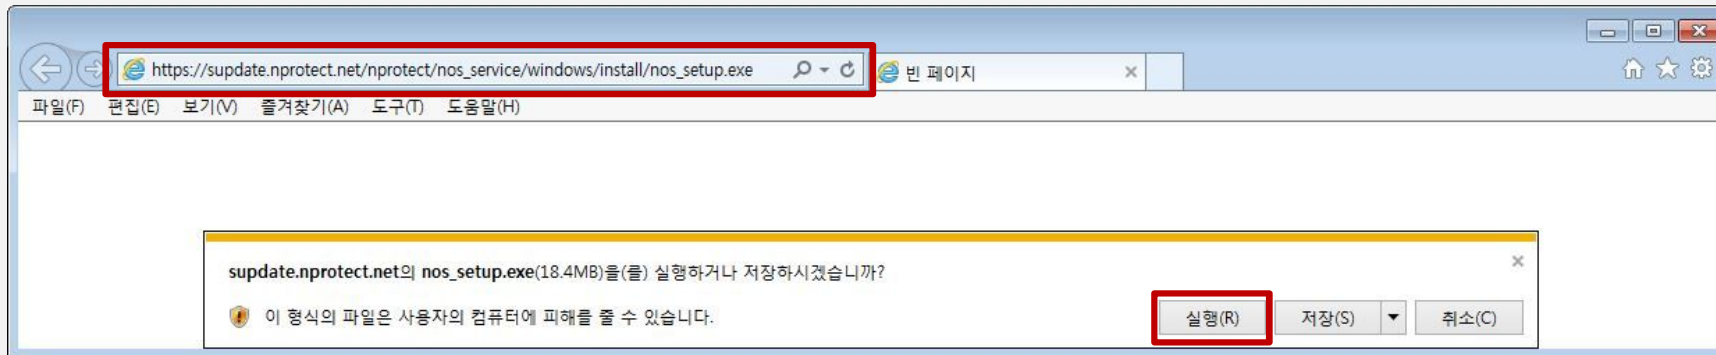 https://supdate.nprotect.net/nprotect/nos_service/windows/install/nos_setup.exe
빈 페이지
파일(F) 편집(E) 보기(V) 즐겨찾기(A) 도구(T) 도움말(H)
supdate.nprotect.net의 nos_setup.exe(18.4MB)을(를) 실행하거나 저장하시겠습니까?
이 형식의 파일은 사용자의 컴퓨터에 피해를 줄 수 있습니다.
실행(R) 저장(S) 취소(C)